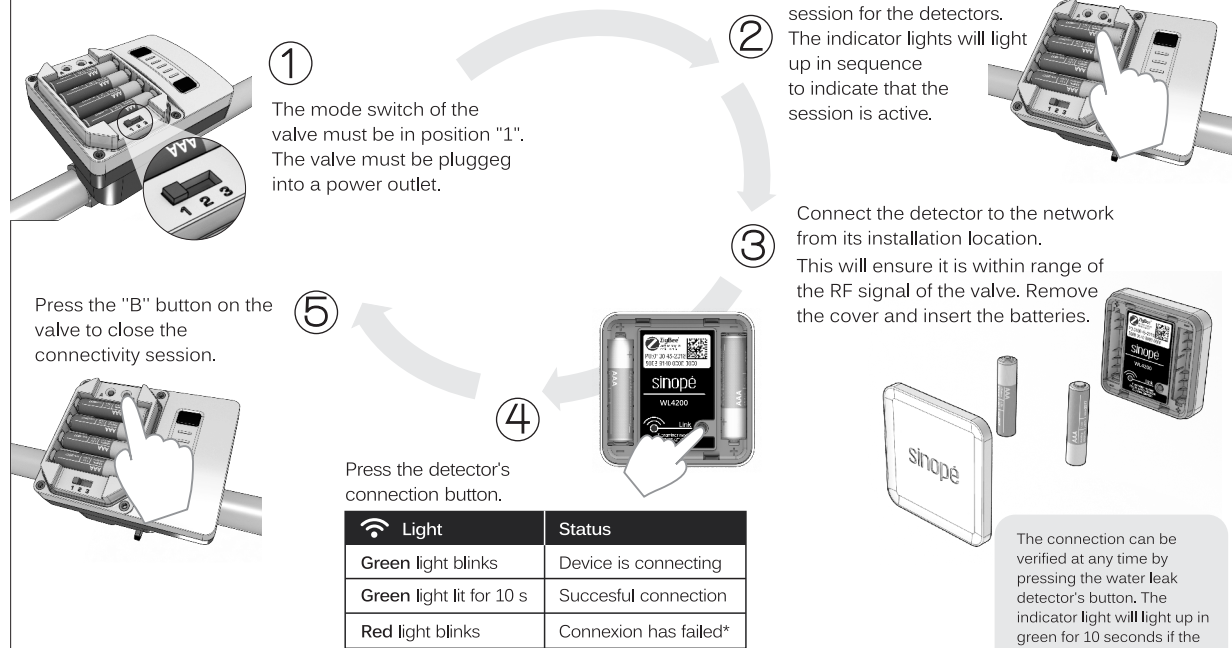 1
The mode switch of the
valve must be in position "1".
The valve must be pluggeg
into a power outlet.
AAA
1 2 3
2
session for the detectors.
The indicator lights will light
up in sequence
to indicate that the
session is active.
3
Connect the detector to the network
from its installation location.
This will ensure it is within range of
the RF signal of the valve. Remove
the cover and insert the batteries.
sinopé
sinopé
WL4200
Link
4
Press the detector's
connection button.
ZigBee
AAA
AAA
sinopé
WL4200
Link
Light Status
Green light blinks Device is connecting
Green light lit for 10 s Succesful connection
Red light blinks Connexion has failed*
5
Press the "B" button on the
valve to close the
connectivity session.
The connection can be
verified at any time by
pressing the water leak
detector's button. The
indicator light will light up in
green for 10 seconds if the